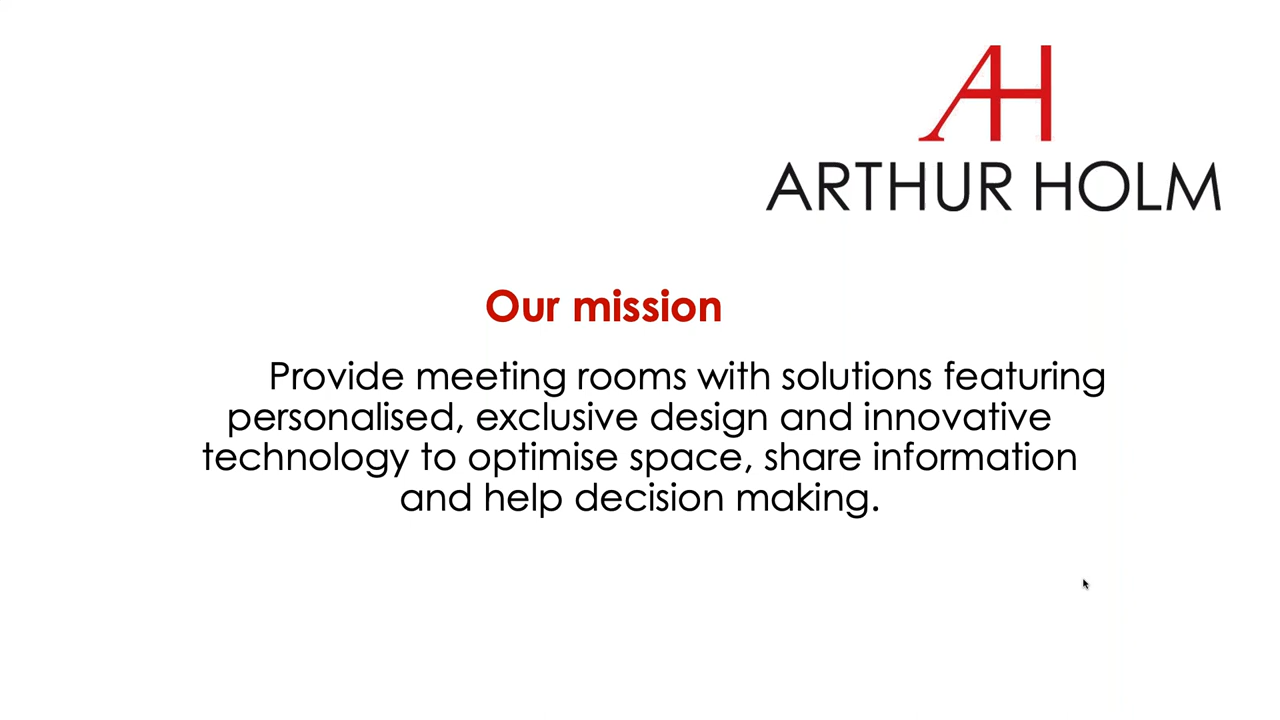 AH
ARTHUR HOLM
Our mission
Provide meeting rooms with solutions featuring
personalised, exclusive design and innovative
technology to optimise space, share information
and help decision making.